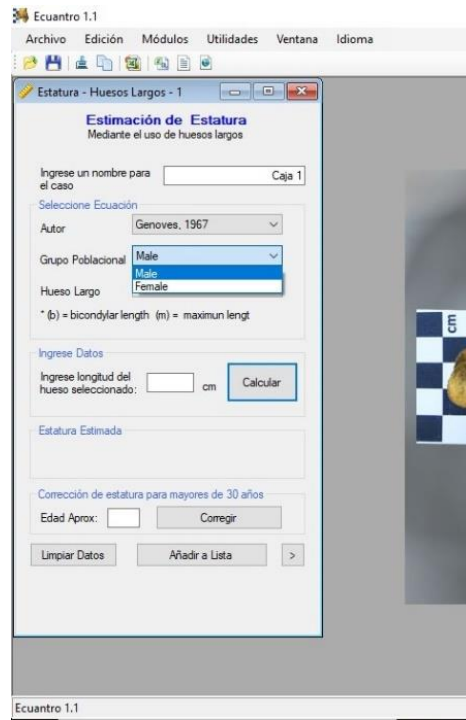 Ecuantro 1.1
Archivo Edición Módulos Utilidades Ventana Idioma
Estatura - Huesos Largos - 1
Estimación de Estatura
Mediante el uso de huesos largos
Ingrese un nombre para
el caso
Caja 1
Seleccione Ecuación
Autor Genoves, 1967
Grupo Poblacional Male
Male
Female
Hueso Largo
* (b) = bicondylar length (m) = maximun lengt
Ingrese Datos
Ingrese longitud del
hueso seleccionado: cm Calcular
Estatura Estimada
Corrección de estatura para mayores de 30 años
Edad Aprox: Corregir
Limpiar Datos Añadir a Lista >
cm
Ecuantro 1.1